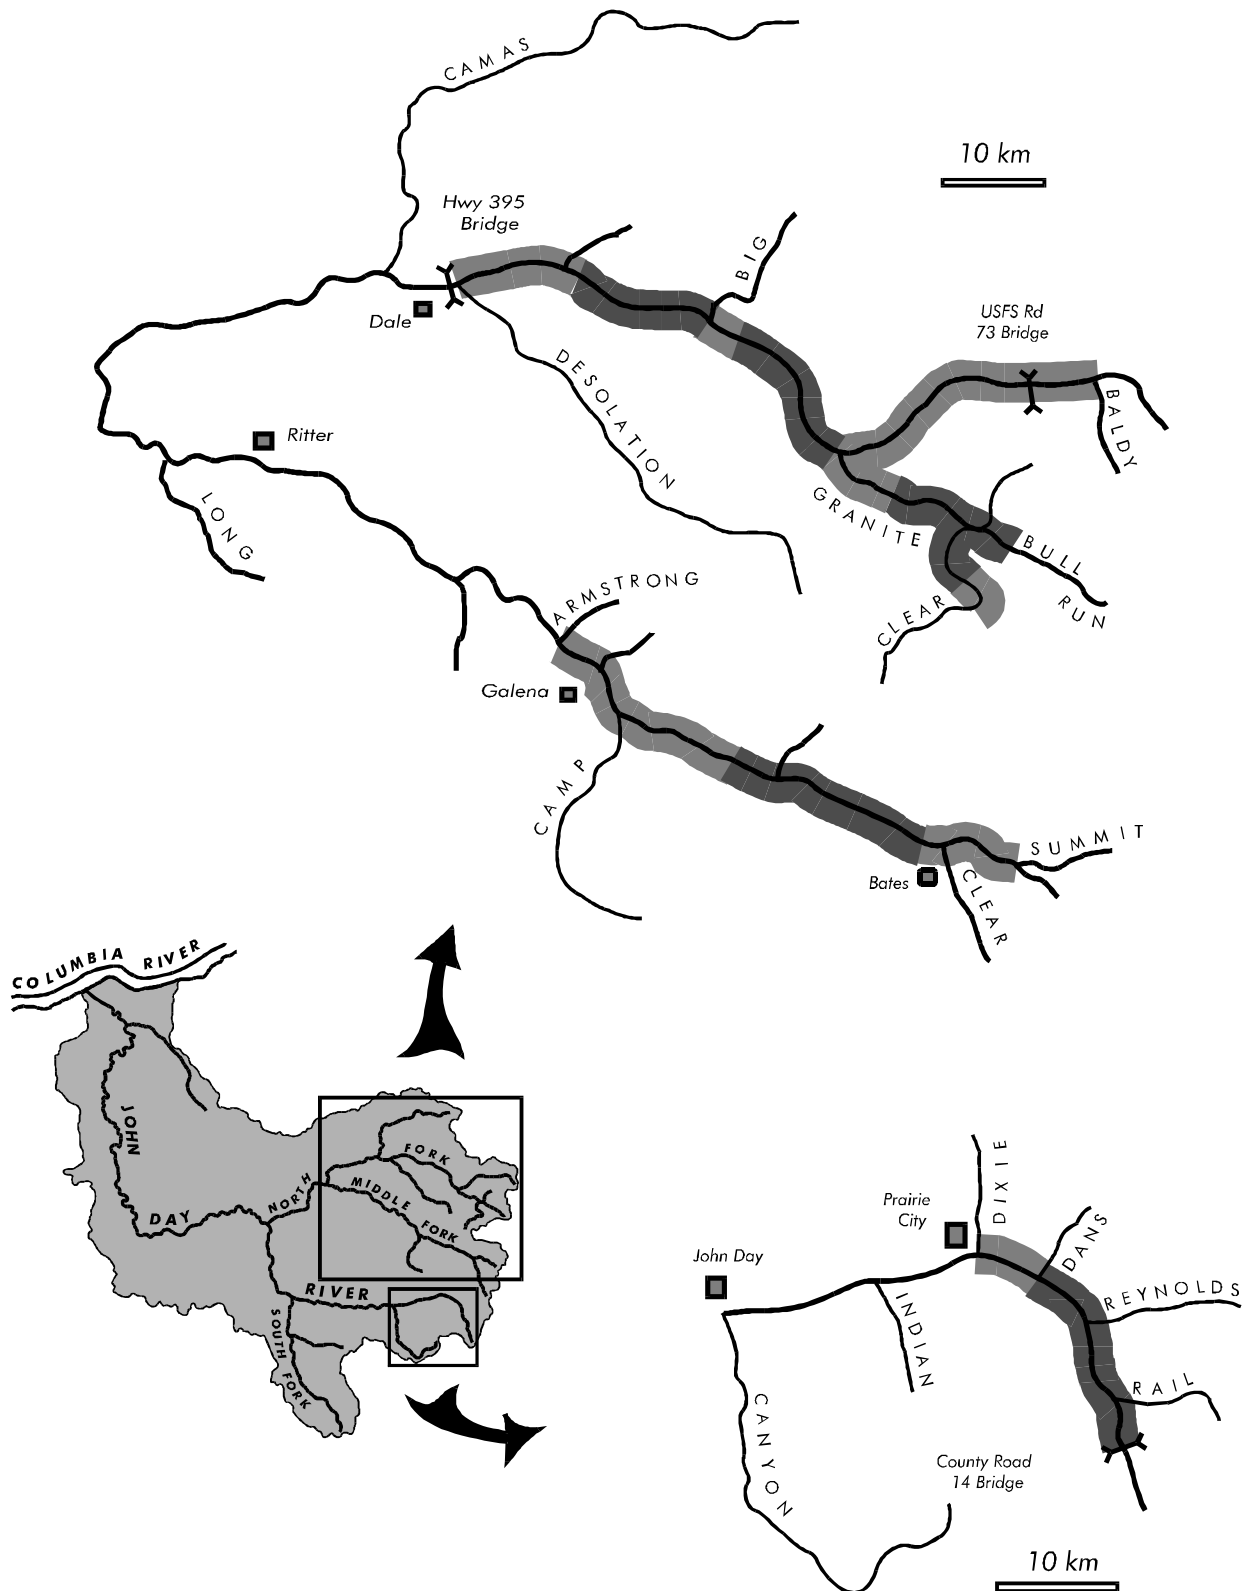 CAMAS
10 km
Hwy 395
Bridge
BIG
USFS Rd
73 Bridge
Dale
DESOLATION
BALDY
Ritter
LONG
GRANITE
BULL
RUN
CLEAR
ARMSTRONG
Galena
CAMP
SUMMIT
Bates
CLEAR
COLUMBIA RIVER
JOHN
DAY
NORTH
FORK
MIDDLE
FORK
RIVER
SOUTH FORK
DIXIE
Prairie
City
DANS
John Day
REYNOLDS
INDIAN
RAIL
CANYON
County Road
14 Bridge
10 km